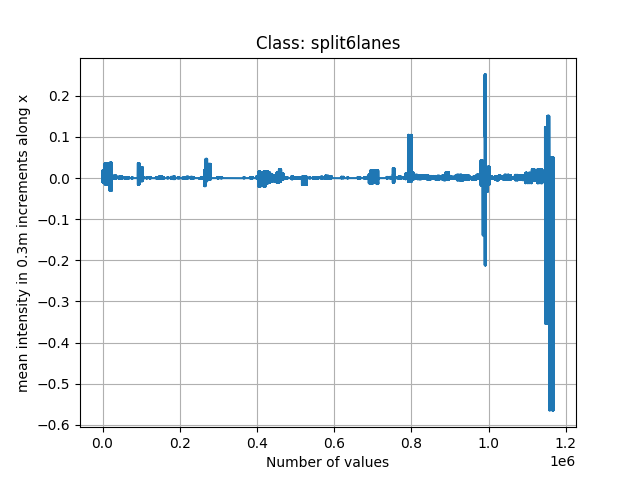 Class: split6lanes
mean intensity in 0.3m increments along x
0.2
0.1
0.0
−0.1
−0.2
−0.3
−0.4
−0.5
−0.6
0.0 0.2 0.4 0.6 0.8 1.0 1.2
1e6
Number of values